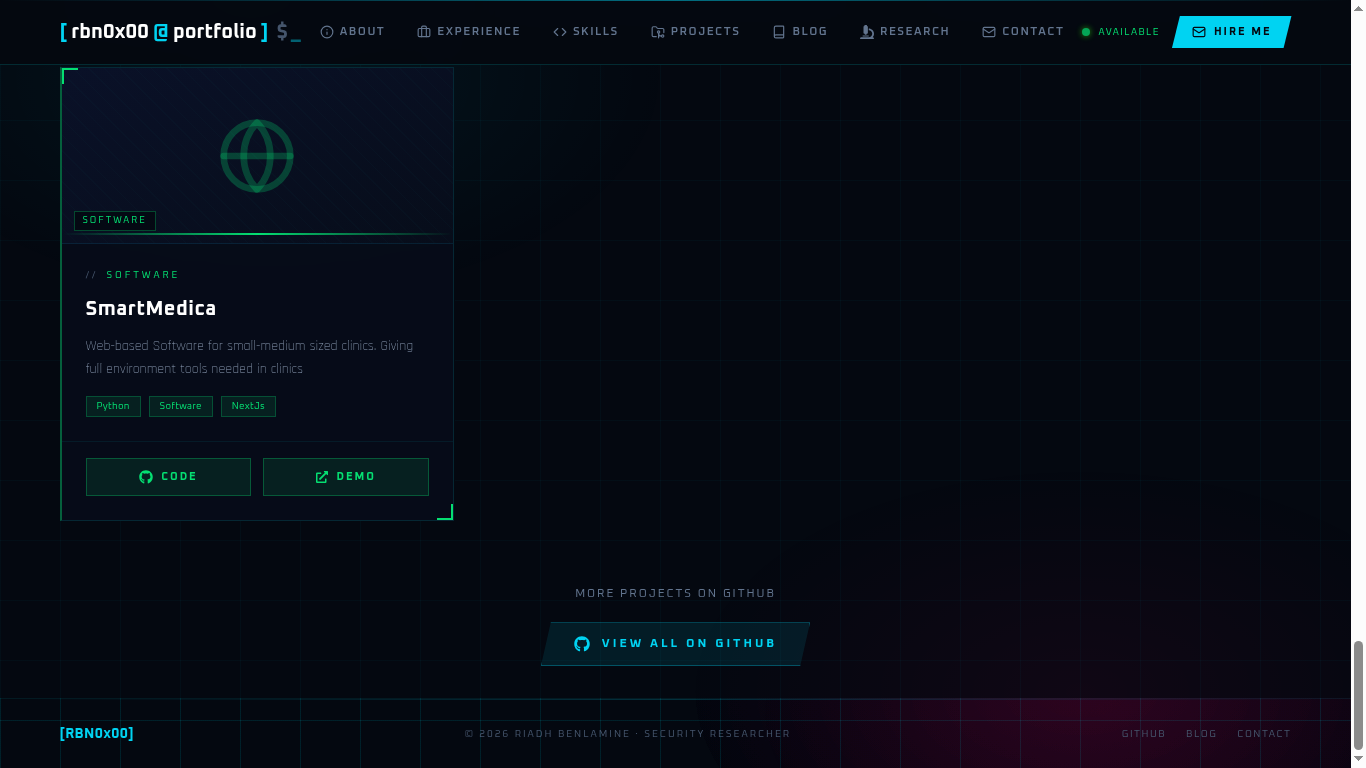 [ rbn0x00 @ portfolio ] $_
ABOUT
EXPERIENCE
SKILLS
PROJECTS
BLOG
RESEARCH
CONTACT
AVAILABLE
HIRE ME
SOFTWARE
// SOFTWARE
SmartMedica
Web-based Software for small-medium sized clinics. Giving
full environment tools needed in clinics
Python Software NextJs
CODE DEMO
MORE PROJECTS ON GITHUB
VIEW ALL ON GITHUB
[RBN0x00]
© 2026 RIADH BENLAMINE · SECURITY RESEARCHER
GITHUB BLOG CONTACT